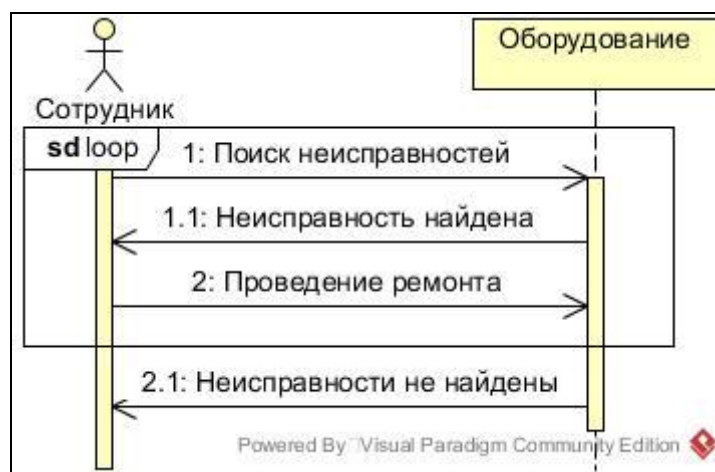 Оборудование
Сотрудник
sd loop
1: Поиск неисправностей
1.1: Неисправность найдена
2: Проведение ремонта
2.1: Неисправности не найдены
Powered By Visual Paradigm Community Edition